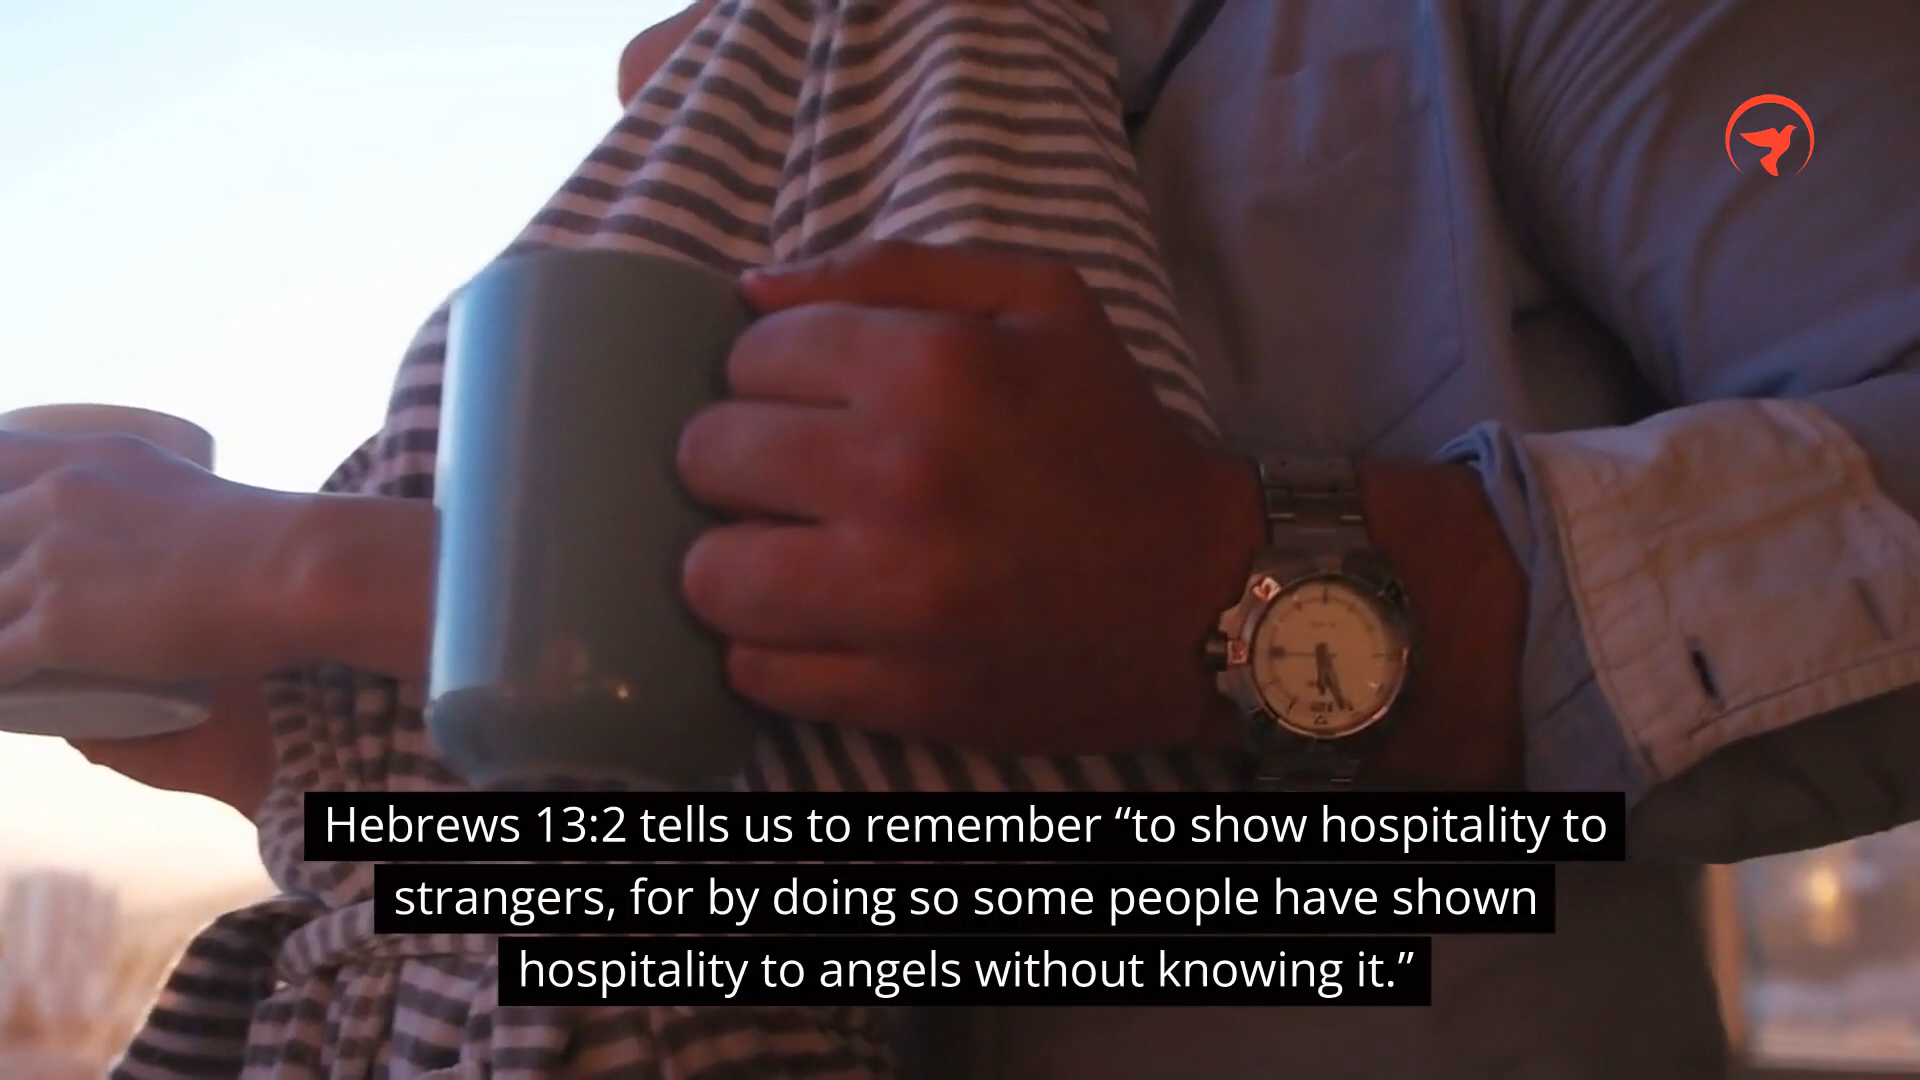 Hebrews 13:2 tells us to remember “to show hospitality to
strangers, for by doing so some people have shown
hospitality to angels without knowing it.”